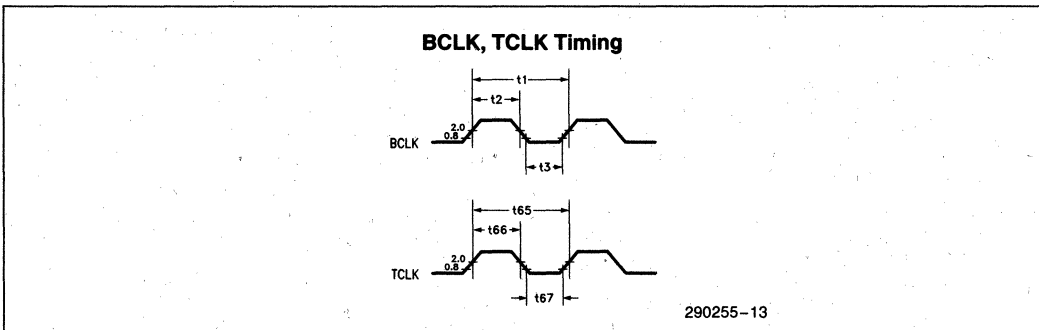 BCLK, TCLK Timing
t1
t2
2.0
0.8
BCLK
t3
t65
t66
2.0
0.8
TCLK
t67
290255-13